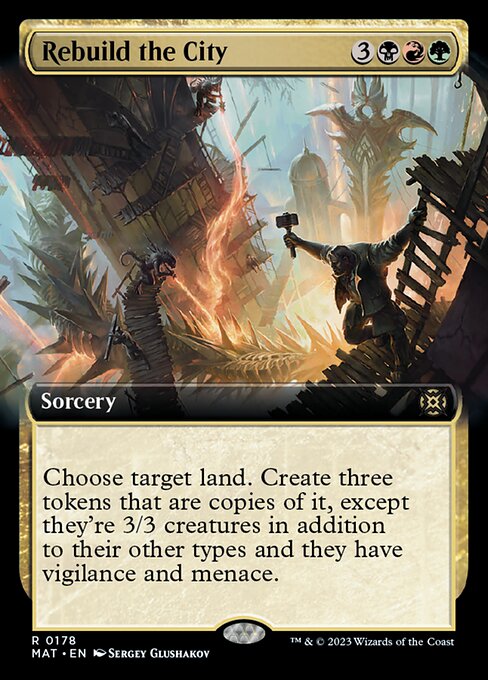 Rebuild the City 3
Sorcery
Choose target land. Create three
tokens that are copies of it, except
they're 3/3 creatures in addition
to their other types and they have
vigilance and menace.
R 0178
MAT • EN Sergey Glushakov
™ & © 2023 Wizards of the Coast